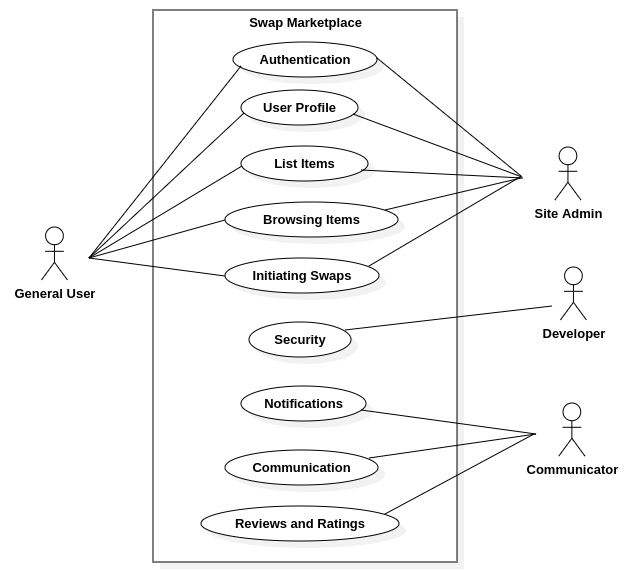 Swap Marketplace
Authentication
User Profile
List Items
Site Admin
Browsing Items
Initiating Swaps
General User
Security
Developer
Notifications
Communication
Communicator
Reviews and Ratings